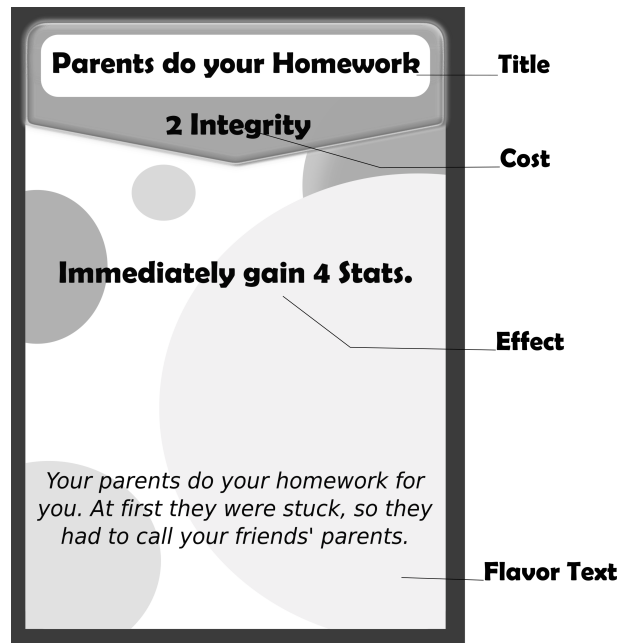 Parents do your Homework
Title
2 Integrity
Cost
Immediately gain 4 Stats.
Effect
Your parents do your homework for
you. At first they were stuck, so they
had to call your friends' parents.
Flavor Text